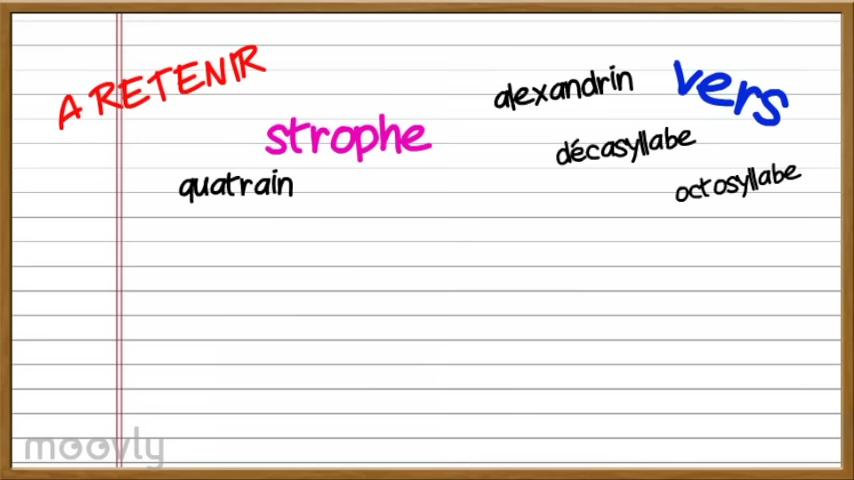 A RETENIR
alexandrin
vers
strophe
décasyllabe
quatrain
octosyllabe
moovly